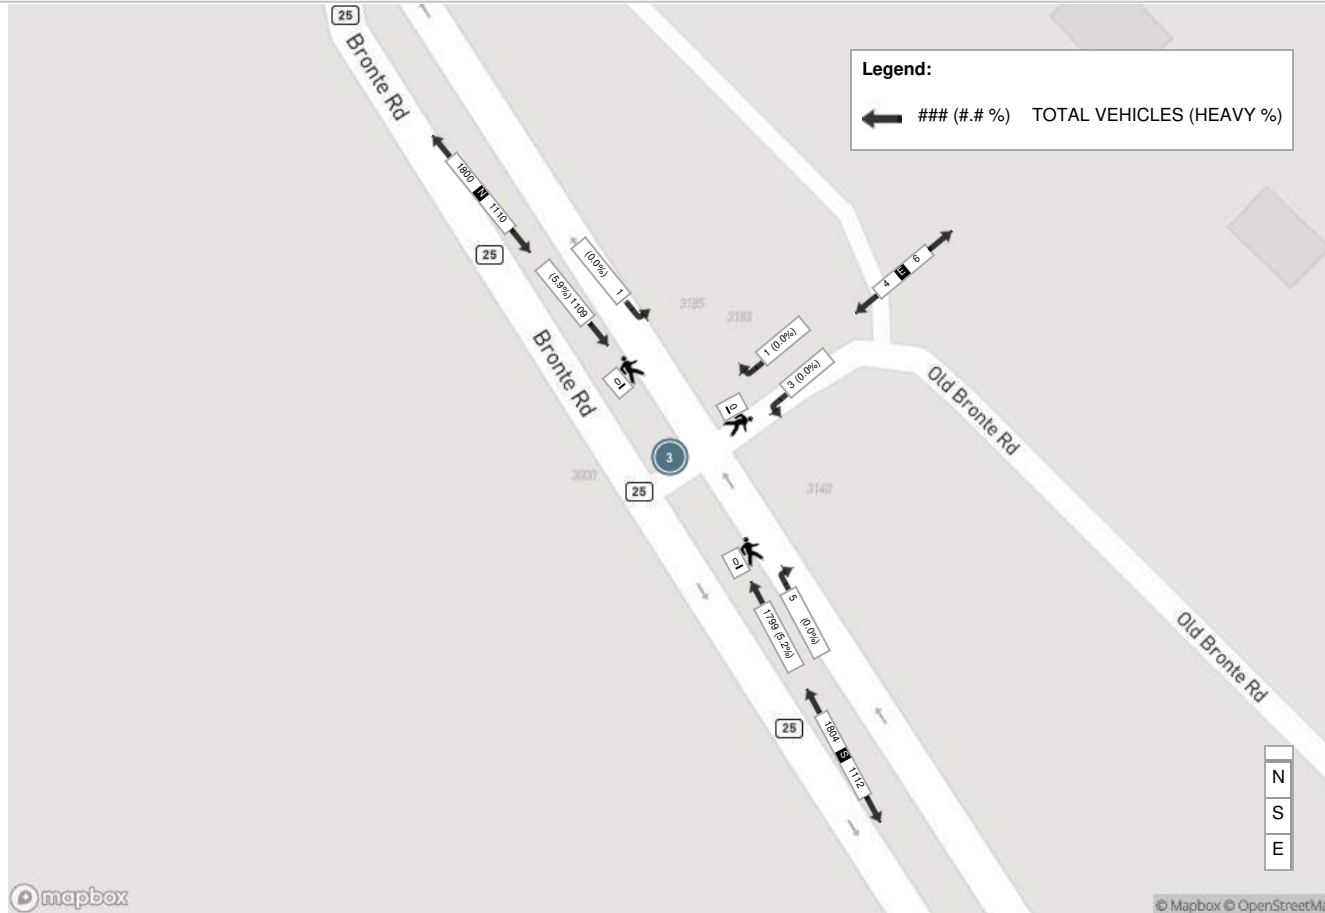 25
Bronte Rd
Legend:
### (#.# %) TOTAL VEHICLES (HEAVY %)
1800 N 1110
25
(5.9%) 1109
(0.0%) 1
3185
3183
4 E 6
1 (0.0%)
3 (0.0%)
Bronte Rd
0
0
Old Bronte Rd
3
3000
25
3140
0
5 (0.0%)
1799 (5.2%)
Old Bronte Rd
25
1804 S 1112
N
S
E
mapbox
© Mapbox © OpenStreetMa